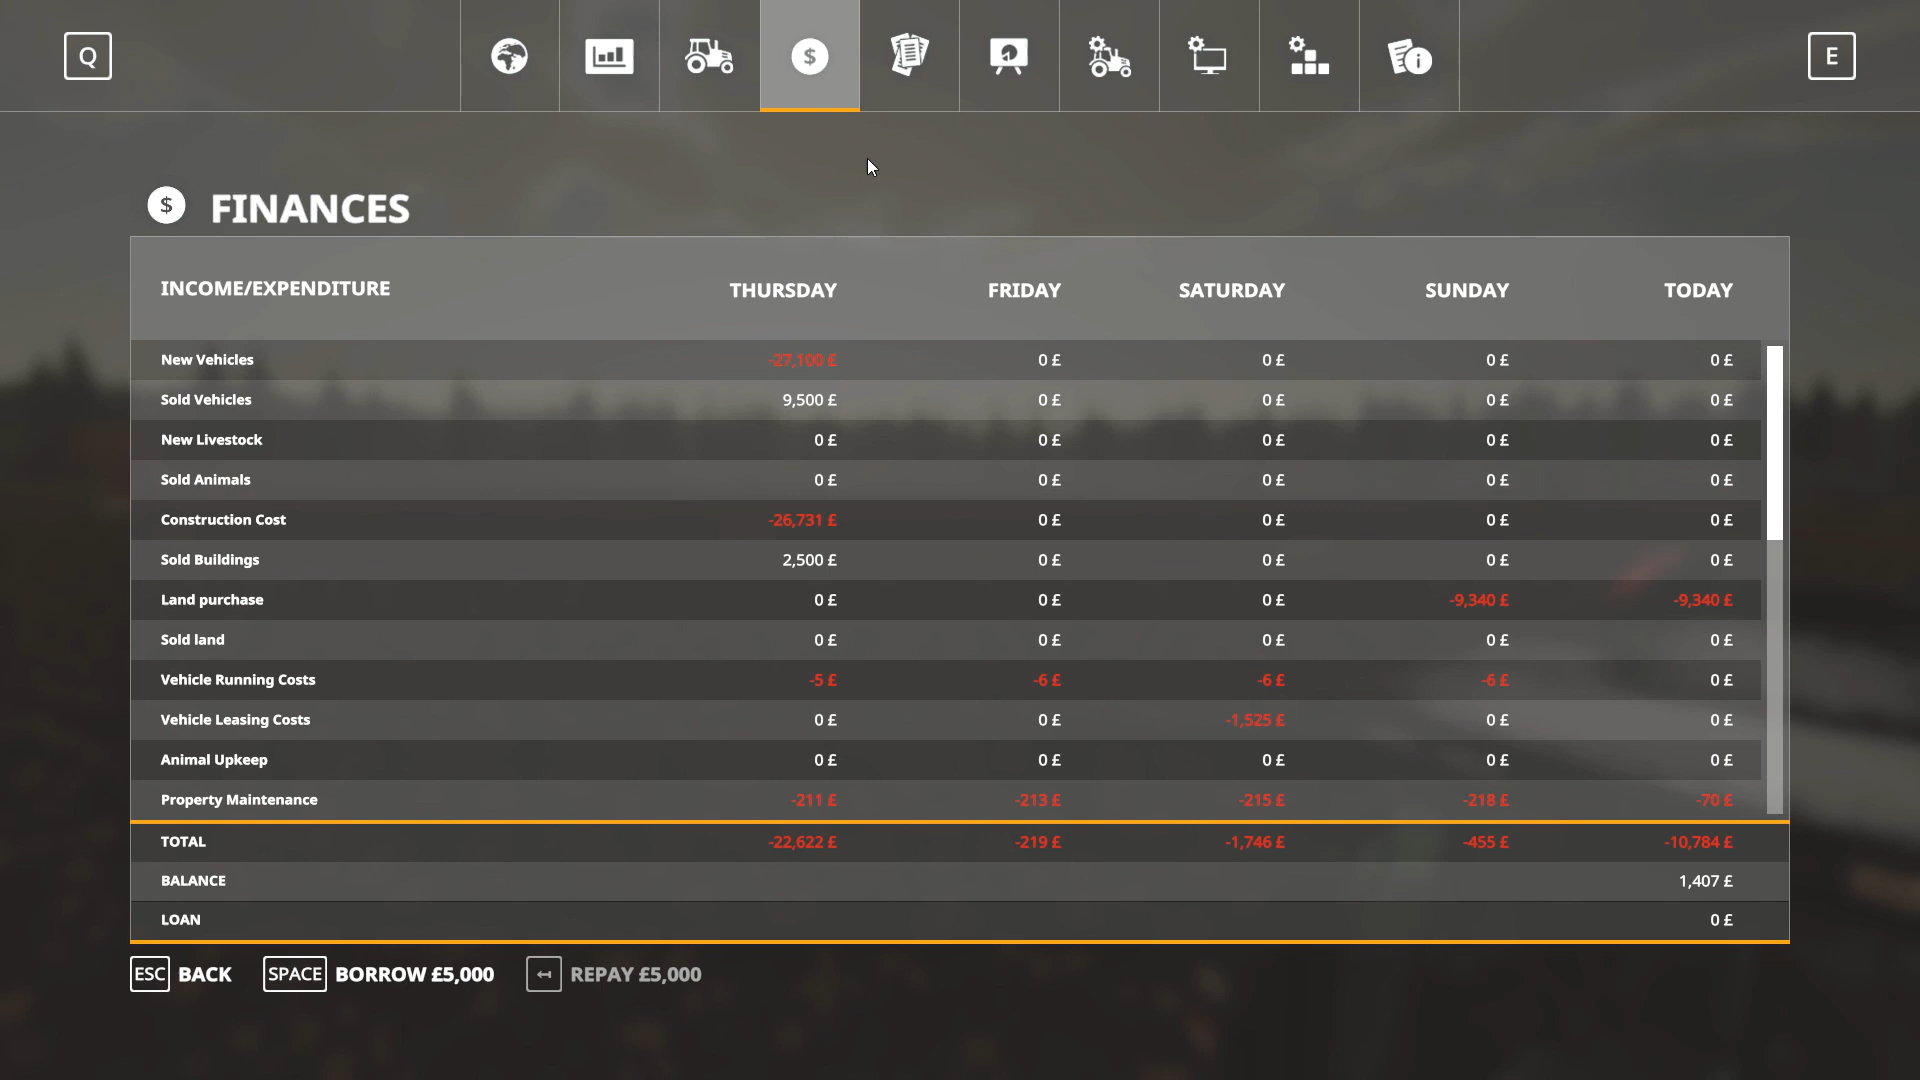 Q
$
1
i
E
$ FINANCES
INCOME/EXPENDITURE THURSDAY FRIDAY SATURDAY SUNDAY TODAY
New Vehicles -27,100 £ 0 £ 0 £ 0 £ 0 £
Sold Vehicles 9,500 £ 0 £ 0 £ 0 £ 0 £
New Livestock 0 £ 0 £ 0 £ 0 £ 0 £
Sold Animals 0 £ 0 £ 0 £ 0 £ 0 £
Construction Cost -26,731 £ 0 £ 0 £ 0 £ 0 £
Sold Buildings 2,500 £ 0 £ 0 £ 0 £ 0 £
Land purchase 0 £ 0 £ 0 £ -9,340 £ -9,340 £
Sold land 0 £ 0 £ 0 £ 0 £ 0 £
Vehicle Running Costs -5 £ -6 £ -6 £ -6 £ 0 £
Vehicle Leasing Costs 0 £ 0 £ -1,525 £ 0 £ 0 £
Animal Upkeep 0 £ 0 £ 0 £ 0 £ 0 £
Property Maintenance -211 £ -213 £ -215 £ -218 £ -70 £
TOTAL -22,622 £ -219 £ -1,746 £ -455 £ -10,784 £
BALANCE 1,407 £
LOAN 0 £
ESC BACK SPACE BORROW £5,000 REPAY £5,000